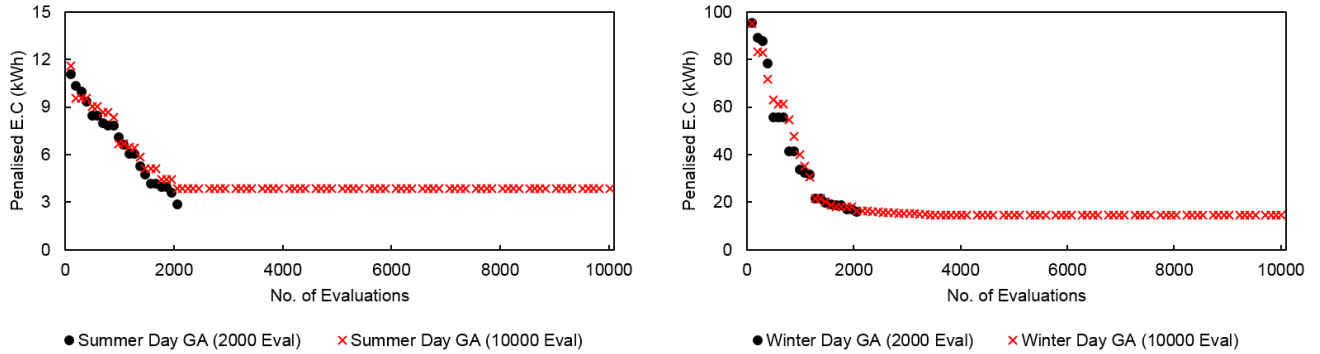 15
12
9
6
3
0
Penalised E.C (kWh)
0 2000 4000 6000 8000 10000
No. of Evaluations
Summer Day GA (2000 Eval) Summer Day GA (10000 Eval)
100
80
60
40
20
0
Penalised E.C (kWh)
0 2000 4000 6000 8000 10000
No. of Evaluations
Winter Day GA (2000 Eval) Winter Day GA (10000 Eval)